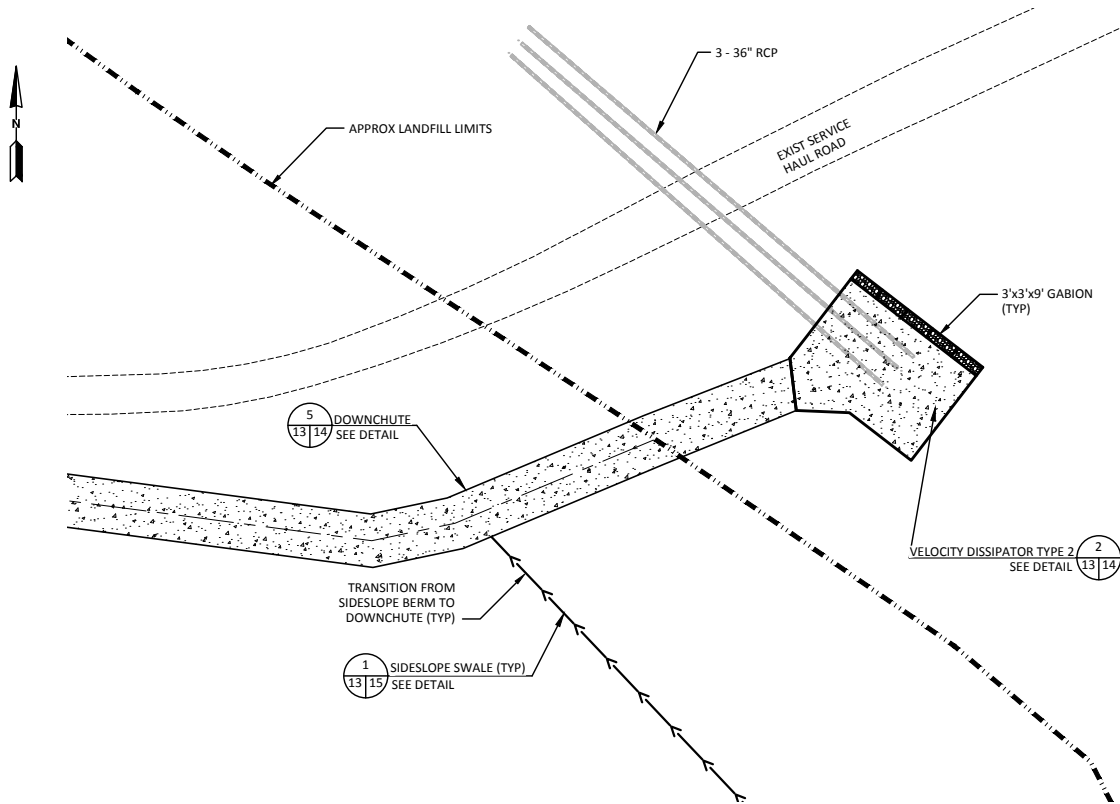 3 - 36" RCP
N
APPROX LANDFILL LIMITS
EXIST SERVICE
HAUL ROAD
3'x3'x9' GABION
(TYP)
5
13 14
DOWNCHUTE
SEE DETAIL
VELOCITY DISSIPATOR TYPE 2
SEE DETAIL
2
13 14
TRANSITION FROM
SIDESLOPE BERM TO
DOWNCHUTE (TYP)
1
13 15
SIDESLOPE SWALE (TYP)
SEE DETAIL